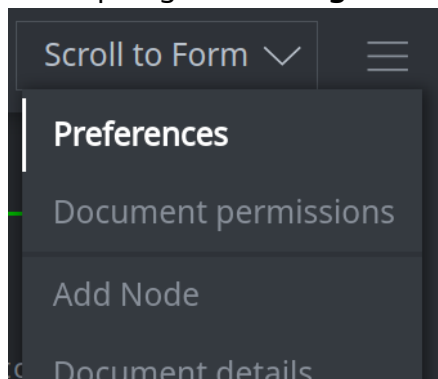 Scroll to Form
Preferences
Document permissions
Add Node
Document details